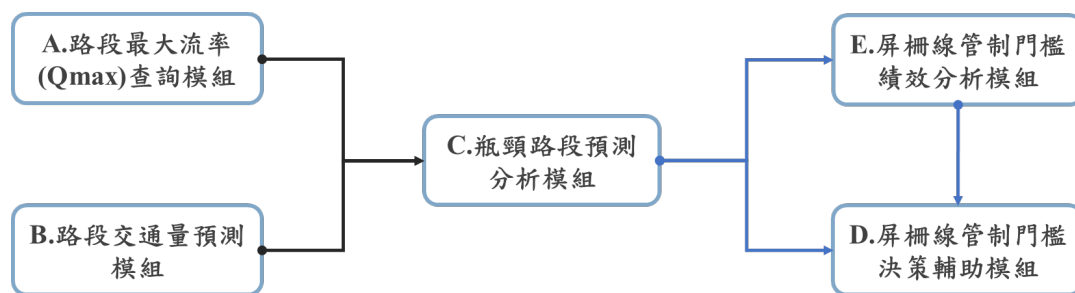 A.路段最大流率
(Qmax)查詢模組
B.路段交通量預測
模組
C.瓶頸路段預測
分析模組
E.屏柵線管制門檻
績效分析模組
D.屏柵線管制門檻
決策輔助模組